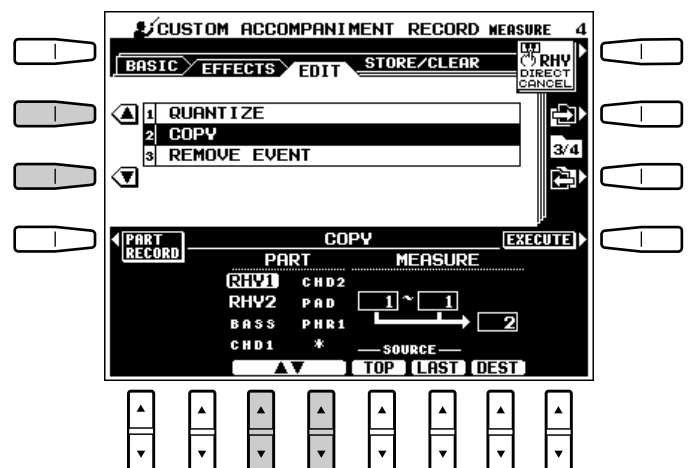 CUSTOM ACCOMPANIMENT RECORD MEASURE 4
BASIC EFFECTS EDIT STORE/CLEAR
RHY
DIRECT
CANCEL
1 QUANTIZE
2 COPY
3 REMOVE EVENT
3/4
PART
RECORD
COPY
EXECUTE
PART MEASURE
RHY1 CHD2
RHY2 PAD 1 ~ 1
BASS PHR1 2
CHD1 *
SOURCE
▲▼ TOP LAST DEST